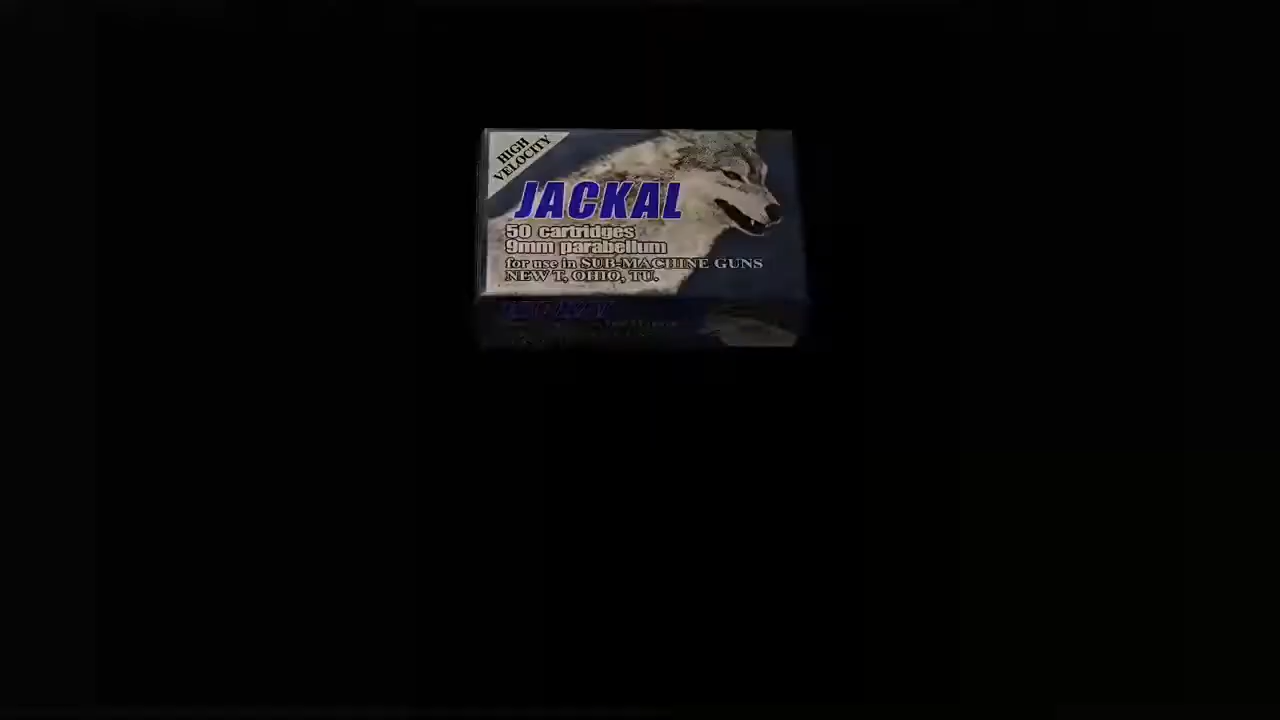 HIGH
VELOCITY
JACKAL
50 cartridges
9mm parabellum
for use in SUB-MACHINE GUNS
NEW T, OHIO, TU.